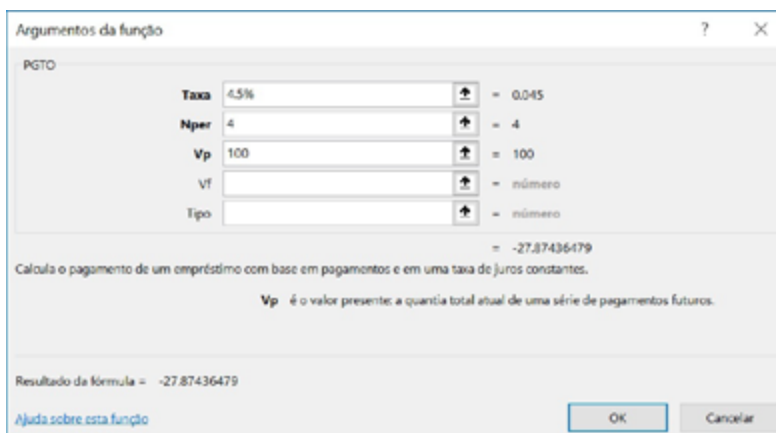 Argumentos da função ? ×
PGTO
Taxa 4.5% = 0.045
Nper 4 = 4
Vp 100 = 100
Vf = número
Tipo = número
= -27.87436479
Calcula o pagamento de um empréstimo com base em pagamentos e em uma taxa de juros constantes.
Vp é o valor presente: a quantia total atual de uma série de pagamentos futuros.
Resultado da fórmula = -27.87436479
Ajuda sobre esta função OK Cancelar